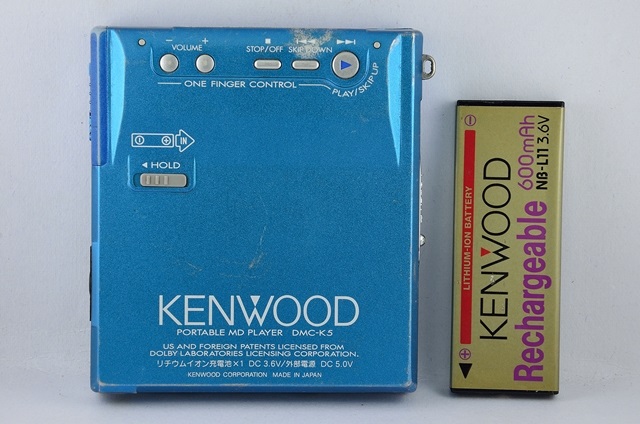 - +
VOLUME
STOP/OFF
SKIP DOWN
ONE FINGER CONTROL
PLAY/SKIP UP
- + IN
HOLD
KENWOOD
PORTABLE MD PLAYER DMC-K5
US AND FOREIGN PATENTS LICENSED FROM
DOLBY LABORATORIES LICENSING CORPORATION.
リチウムイオン充電池×1 DC 3.6V/外部電源 DC 5.0V
KENWOOD CORPORATION MADE IN JAPAN
LITHIUM-ION BATTERY
KENWOOD
Rechargeable 600mAh
NB-L11 3.6V